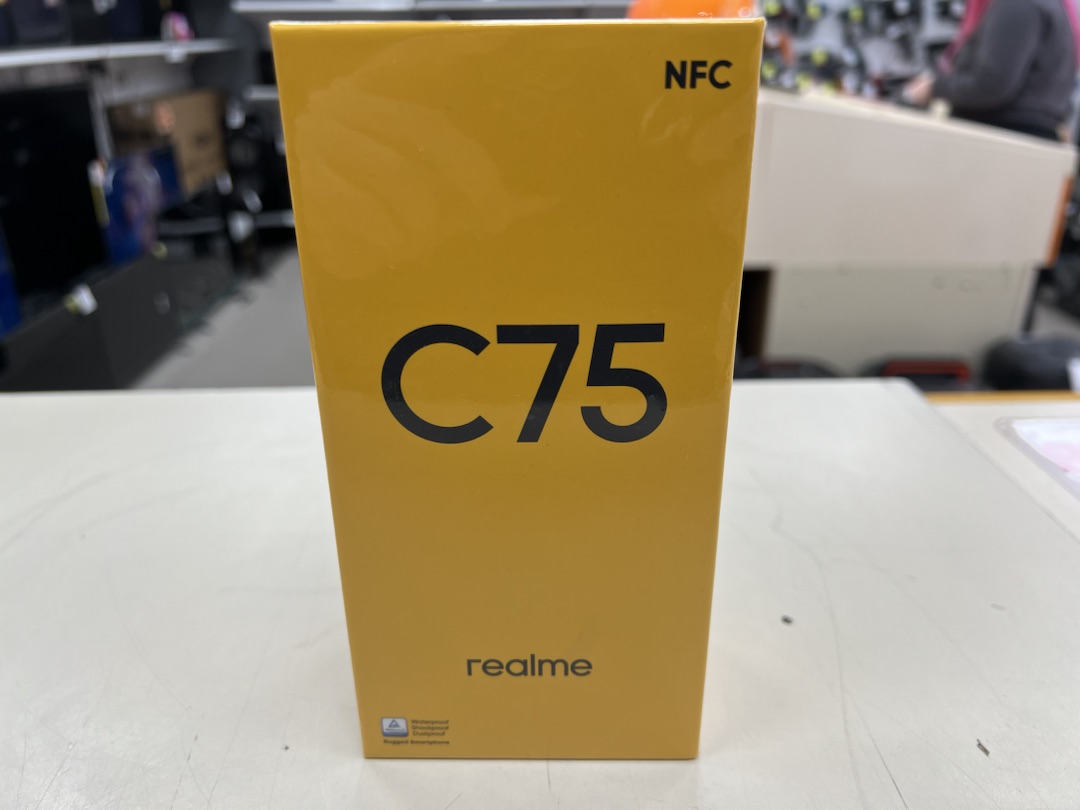 NFC
C75
realme
Waterproof
Shockproof
Dustproof
Rugged Smartphone